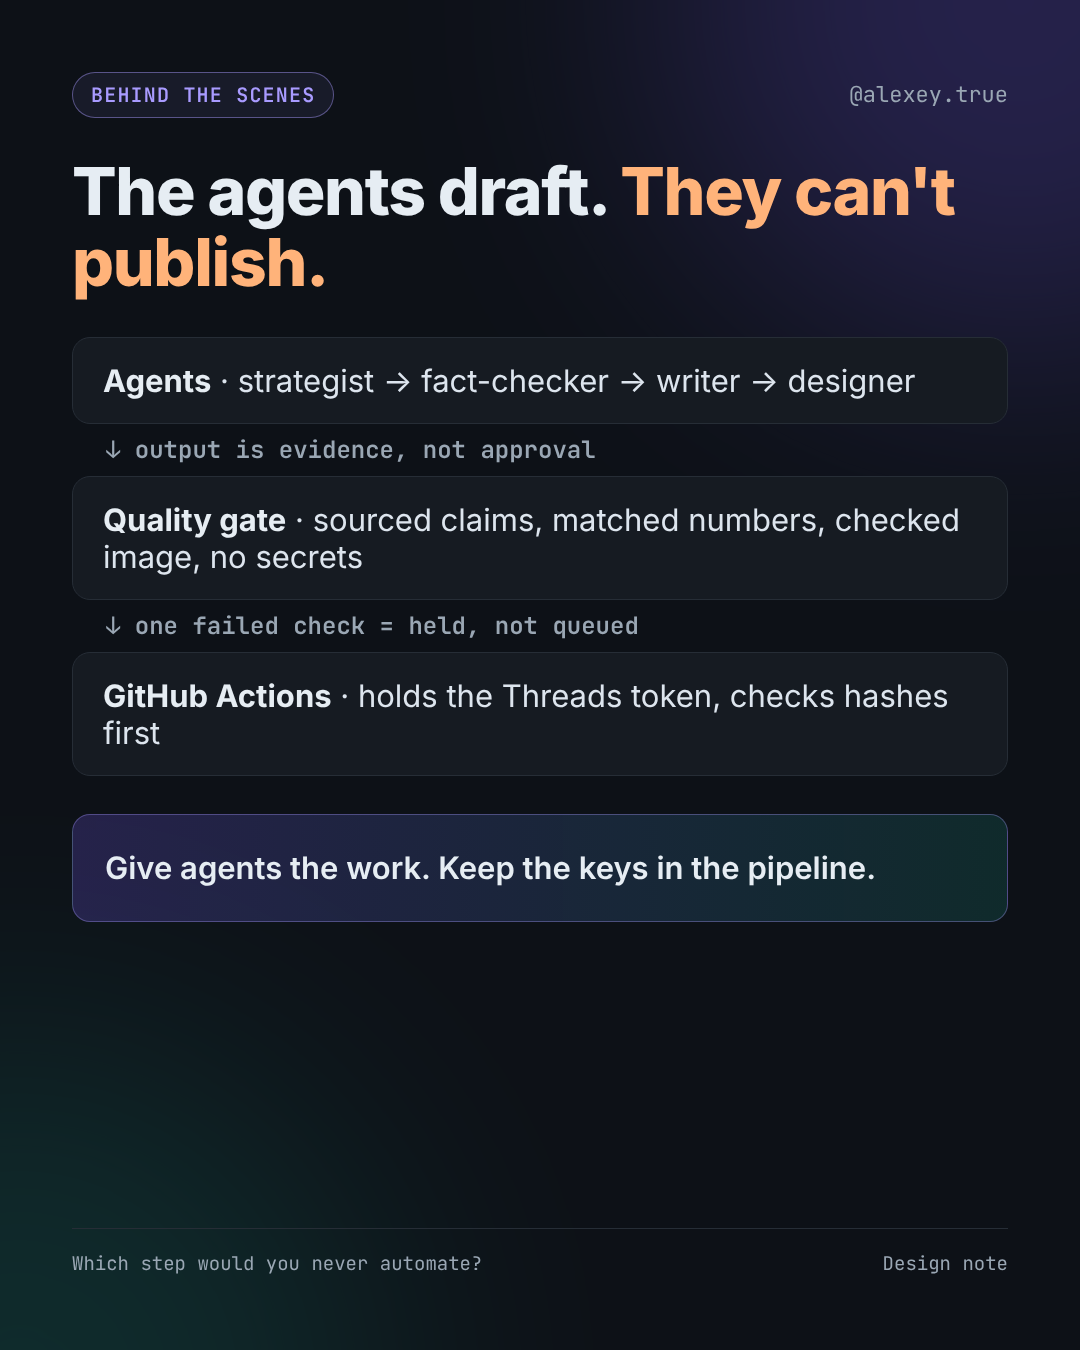 BEHIND THE SCENES
@alexey.true
The agents draft. They can't
publish.
Agents · strategist → fact-checker → writer → designer
↓ output is evidence, not approval
Quality gate · sourced claims, matched numbers, checked
image, no secrets
↓ one failed check = held, not queued
GitHub Actions · holds the Threads token, checks hashes
first
Give agents the work. Keep the keys in the pipeline.
Which step would you never automate?
Design note